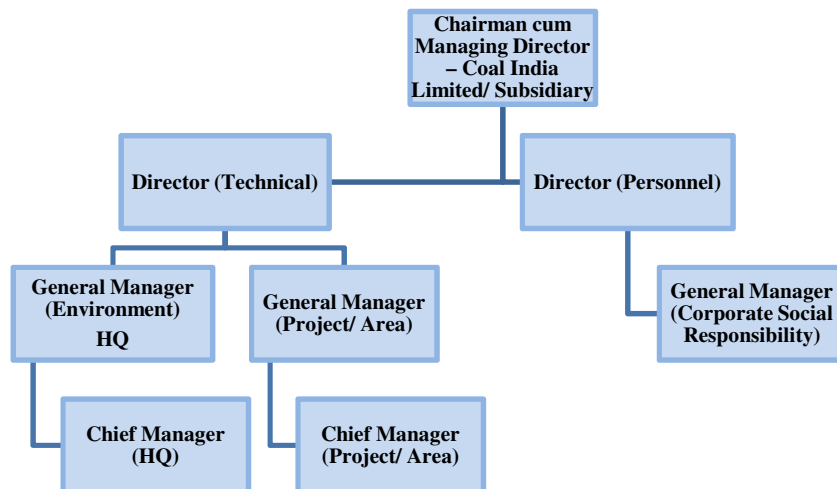 Chairman cum
Managing Director
– Coal India
Limited/ Subsidiary
Director (Technical)
Director (Personnel)
General Manager
(Environment)
HQ
General Manager
(Project/ Area)
General Manager
(Corporate Social
Responsibility)
Chief Manager
(HQ)
Chief Manager
(Project/ Area)